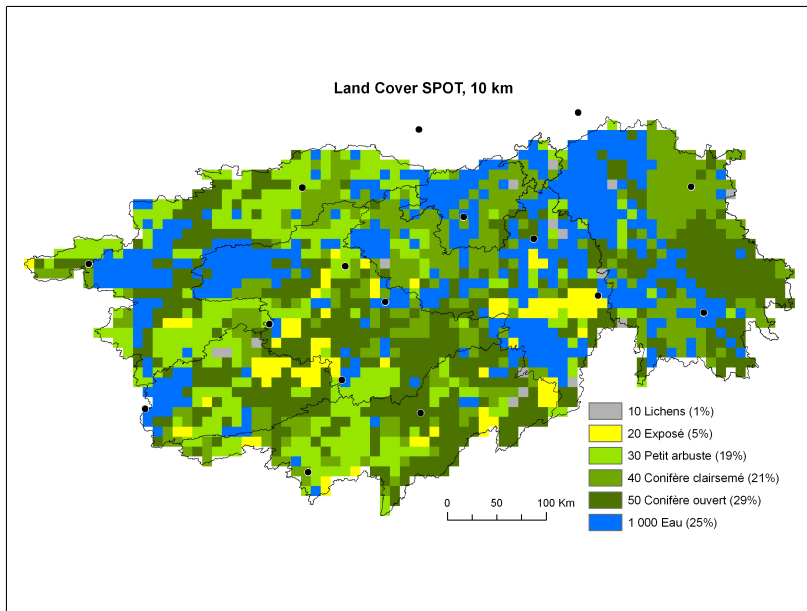 Land Cover SPOT, 10 km
10 Lichens (1%)
20 Exposé (5%)
30 Petit arbuste (19%)
40 Conifère clairsemé (21%)
50 Conifère ouvert (29%)
1 000 Eau (25%)
0 50 100 Km